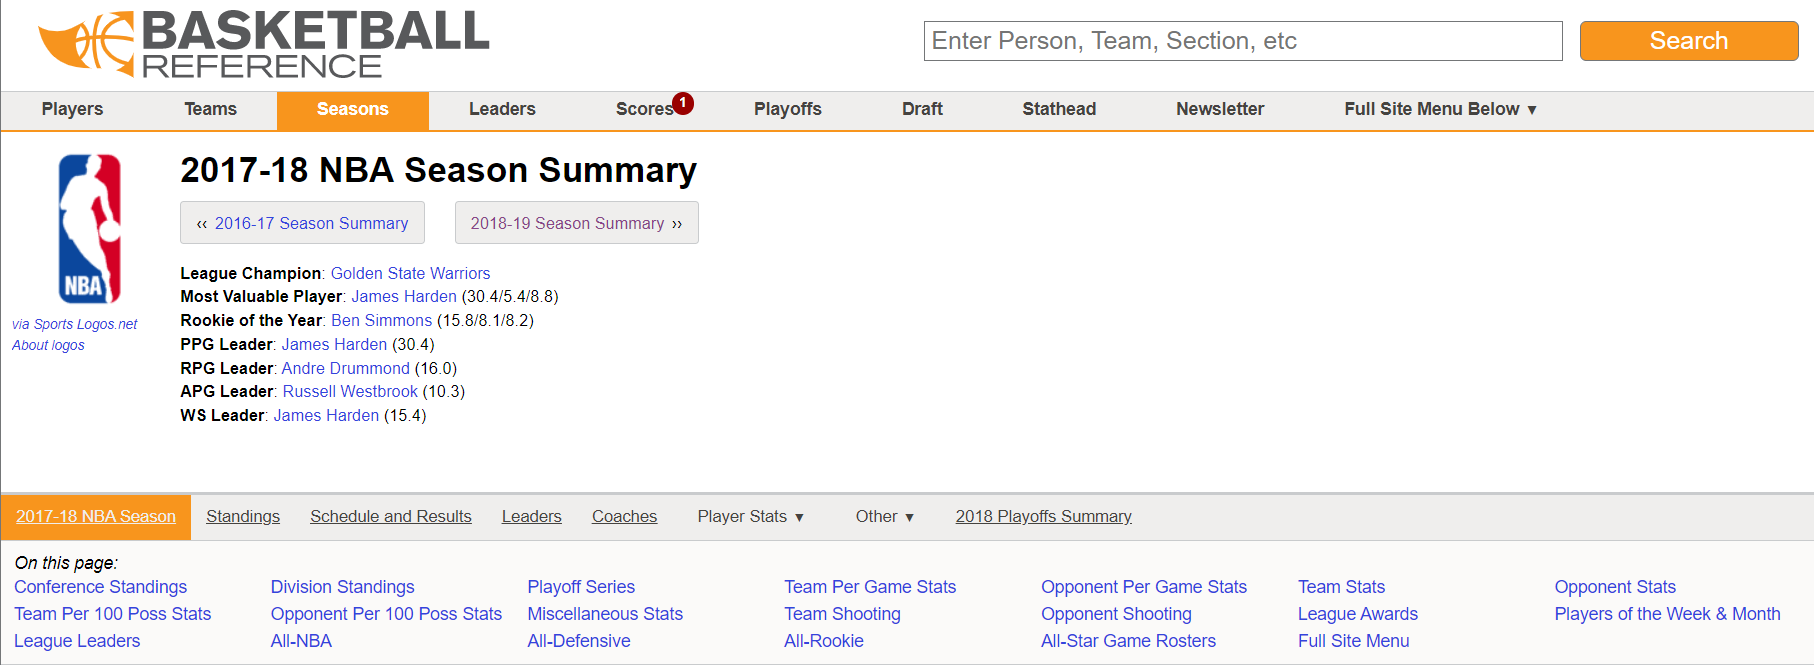 BASKETBALL
REFERENCE
Enter Person, Team, Section, etc
Search
Players Teams Seasons Leaders Scores 1 Playoffs Draft Stathead Newsletter Full Site Menu Below ▼
NBA
via Sports Logos.net
About logos
2017-18 NBA Season Summary
‹‹ 2016-17 Season Summary 2018-19 Season Summary ››
League Champion: Golden State Warriors
Most Valuable Player: James Harden (30.4/5.4/8.8)
Rookie of the Year: Ben Simmons (15.8/8.1/8.2)
PPG Leader: James Harden (30.4)
RPG Leader: Andre Drummond (16.0)
APG Leader: Russell Westbrook (10.3)
WS Leader: James Harden (15.4)
2017-18 NBA Season Standings Schedule and Results Leaders Coaches Player Stats ▼ Other ▼ 2018 Playoffs Summary
On this page:
Conference Standings Division Standings Playoff Series Team Per Game Stats Opponent Per Game Stats Team Stats Opponent Stats
Team Per 100 Poss Stats Opponent Per 100 Poss Stats Miscellaneous Stats Team Shooting Opponent Shooting League Awards Players of the Week & Month
League Leaders All-NBA All-Defensive All-Rookie All-Star Game Rosters Full Site Menu